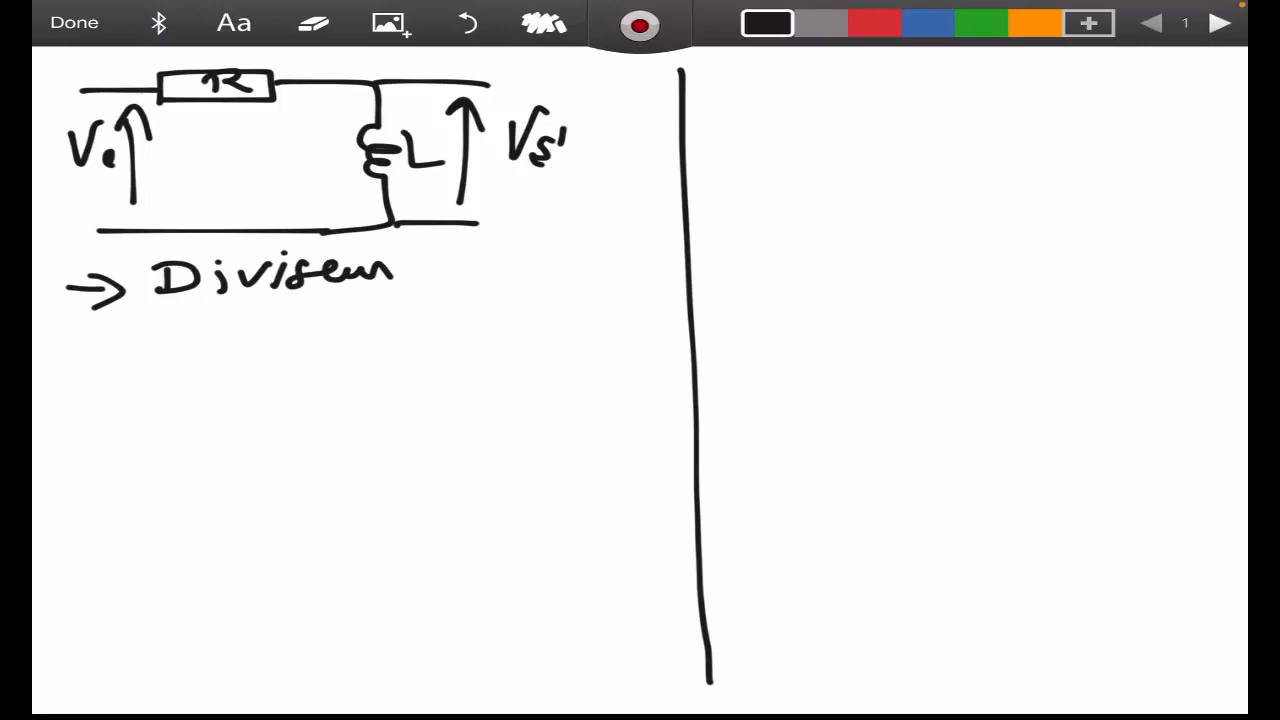 Done Aa 1
R
Ve L Vs'
→ Diviseur